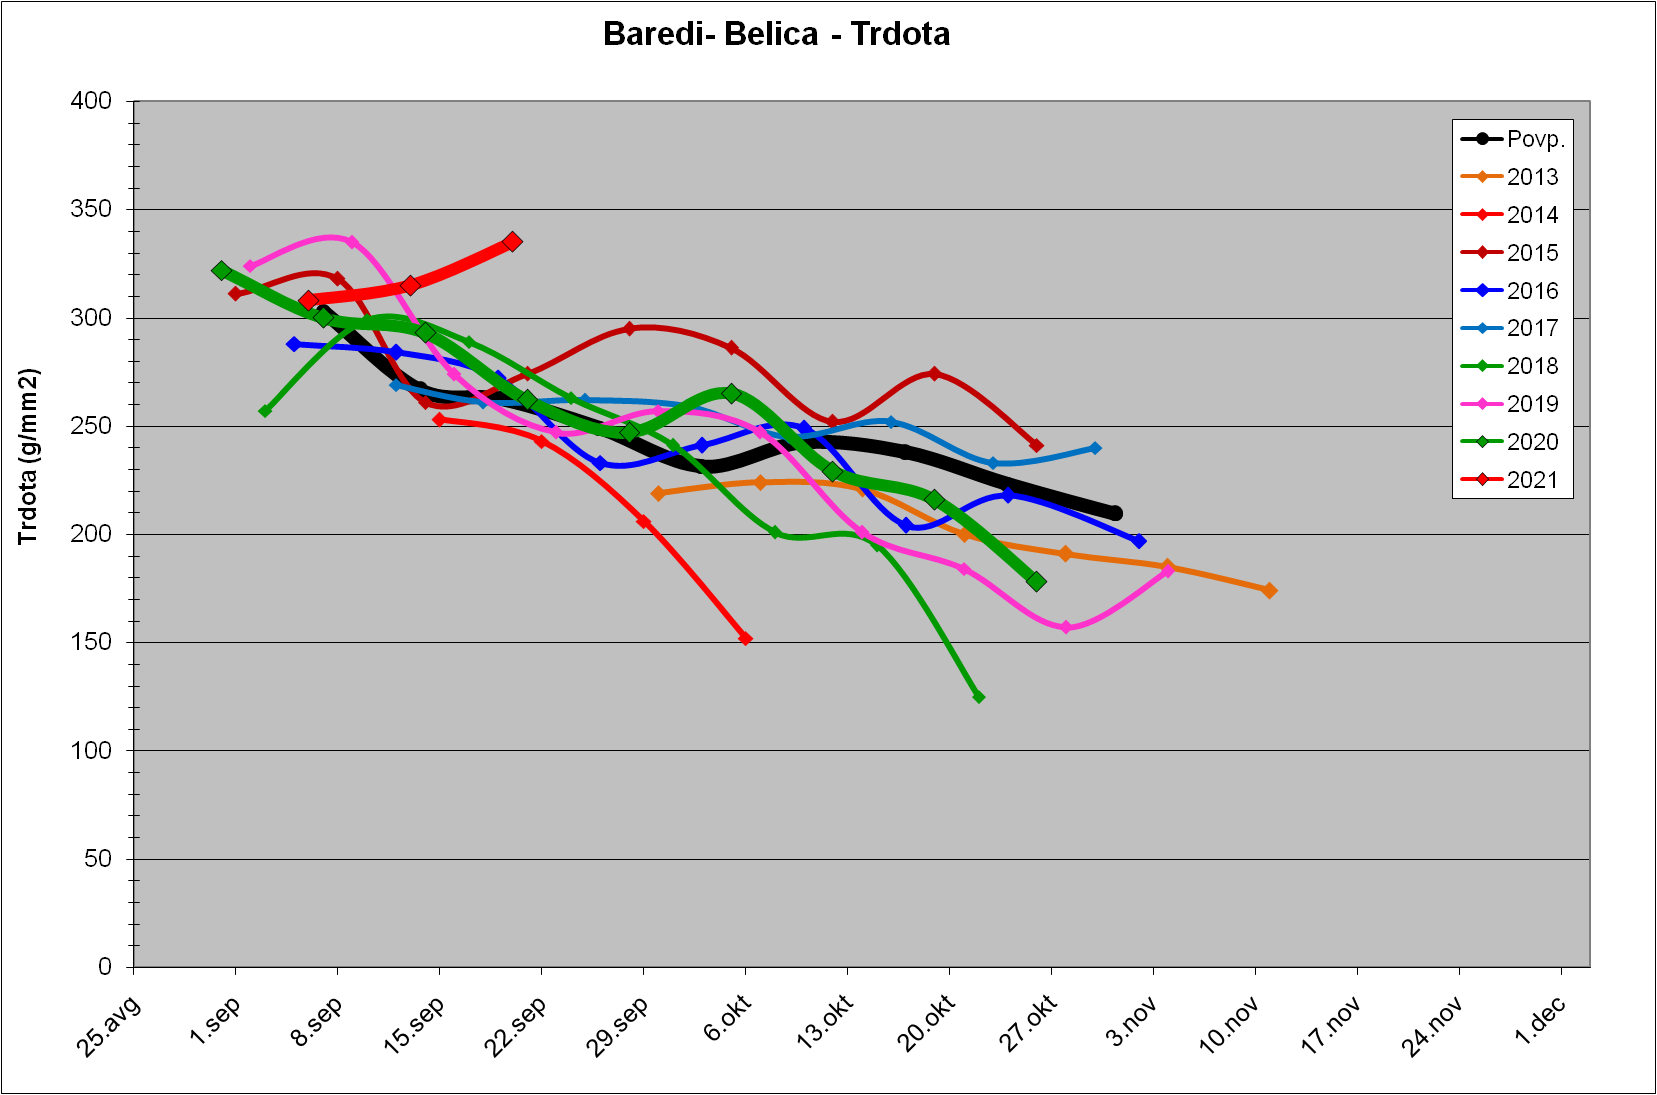 Baredi- Belica - Trdota
Trdota (g/mm2)
400
350
300
250
200
150
100
50
0
25.avg
1.sep
8.sep
15.sep
22.sep
29.sep
6.okt
13.okt
20.okt
27.okt
3.nov
10.nov
17.nov
24.nov
1.dec
Povp.
2013
2014
2015
2016
2017
2018
2019
2020
2021